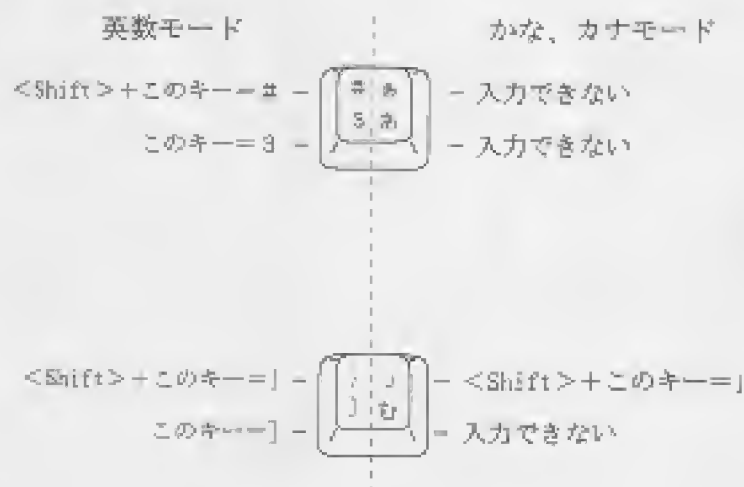 英数モード かな、カナモード
<Shift>+このキー=# # ぁ 入力できない
このキー=3 3 あ 入力できない
<Shift>+このキー=} 」 <Shift>+このキー=」
このキー=] ] む 入力できない